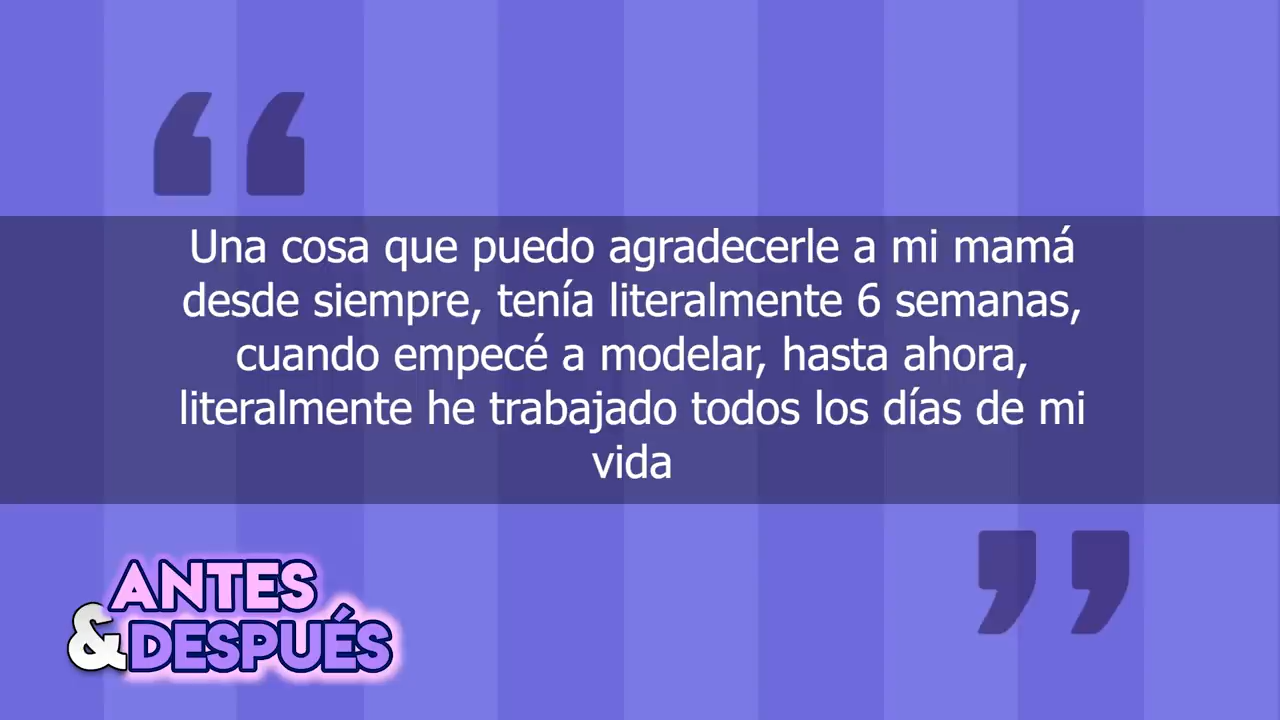 “
Una cosa que puedo agradecerle a mi mamá
desde siempre, tenía literalmente 6 semanas,
cuando empecé a modelar, hasta ahora,
literalmente he trabajado todos los días de mi
vida
”
ANTES
&DESPUÉS